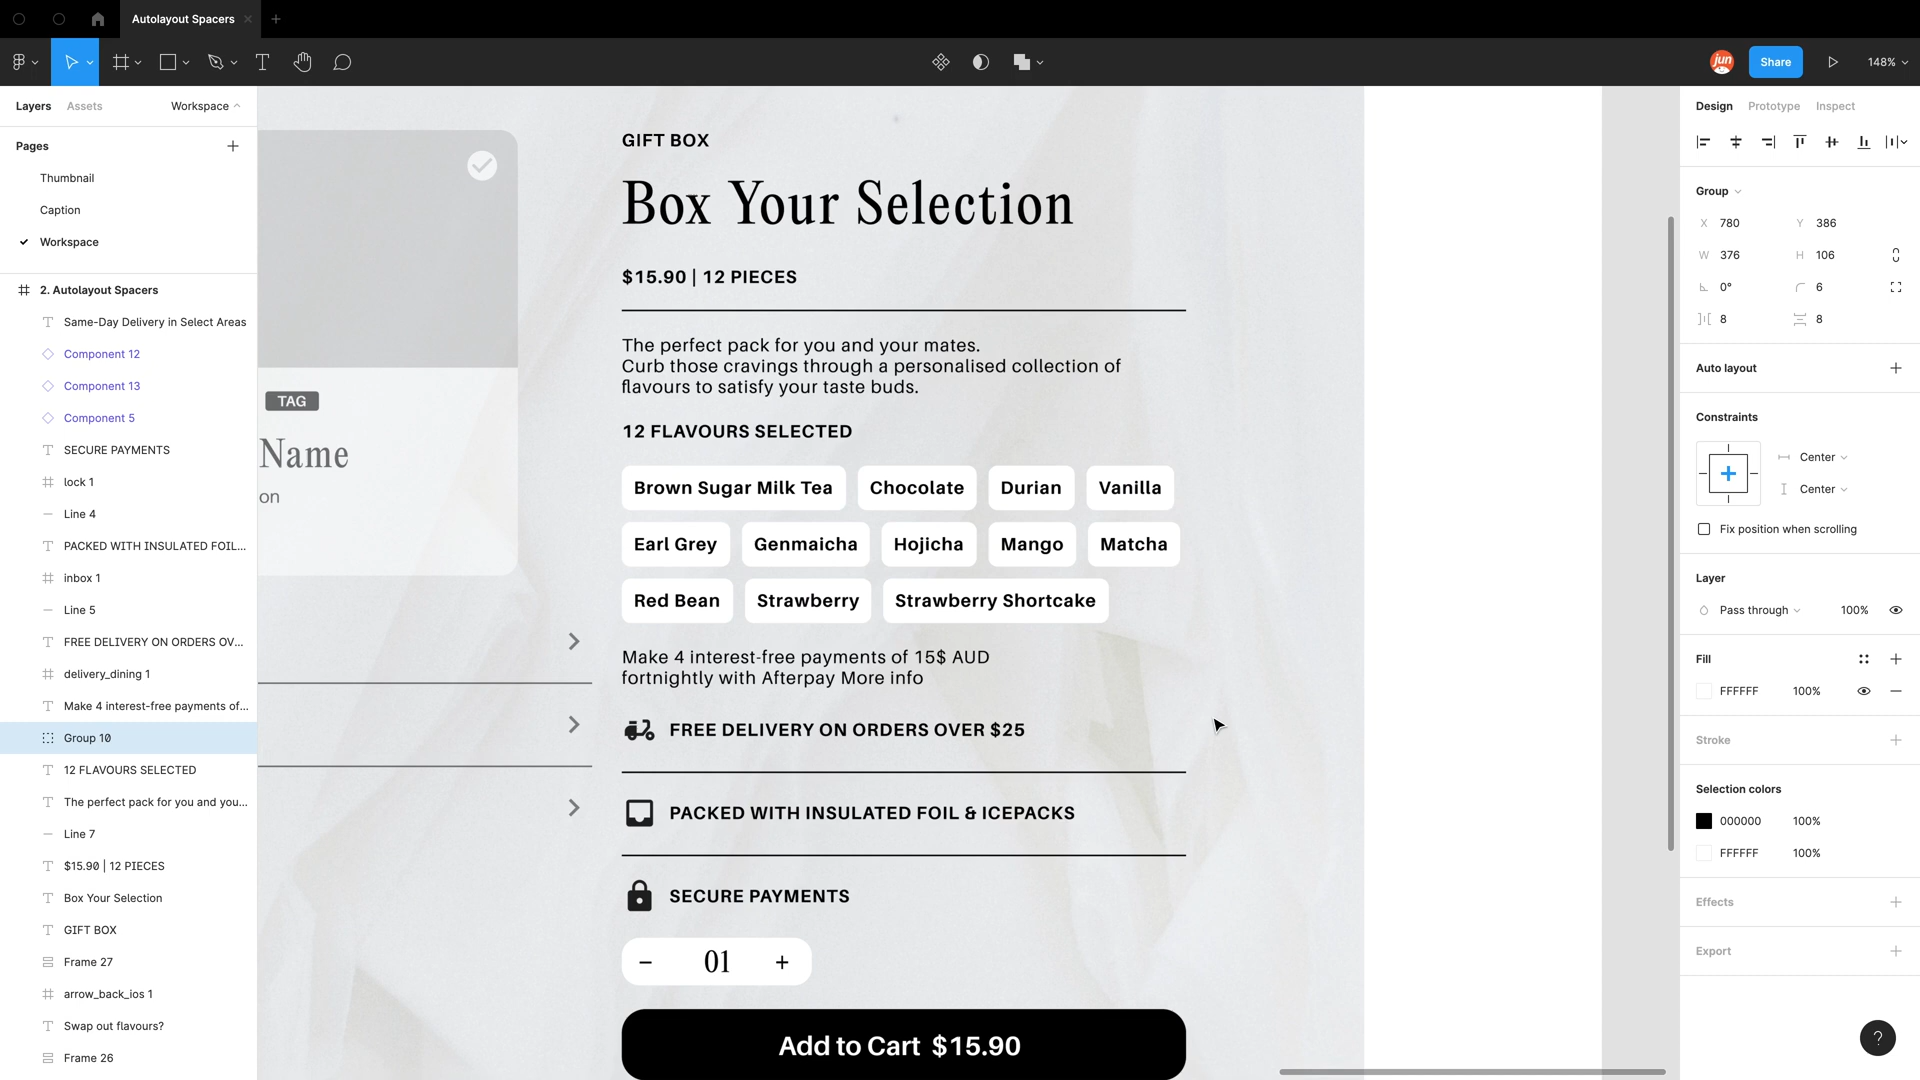 Autolayout Spacers
jun
Share
148%
Layers
Assets
Workspace
Pages
Thumbnail
Caption
Workspace
2. Autolayout Spacers
Same-Day Delivery in Select Areas
Component 12
Component 13
Component 5
SECURE PAYMENTS
lock 1
Line 4
PACKED WITH INSULATED FOIL...
inbox 1
Line 5
FREE DELIVERY ON ORDERS OV...
delivery_dining 1
Make 4 interest-free payments of...
Group 10
12 FLAVOURS SELECTED
The perfect pack for you and you...
Line 7
$15.90 | 12 PIECES
Box Your Selection
GIFT BOX
Frame 27
arrow_back_ios 1
Swap out flavours?
Frame 26
TAG
Name
on
GIFT BOX
Box Your Selection
$15.90 | 12 PIECES
The perfect pack for you and your mates.
Curb those cravings through a personalised collection of
flavours to satisfy your taste buds.
12 FLAVOURS SELECTED
Brown Sugar Milk Tea Chocolate Durian Vanilla
Earl Grey Genmaicha Hojicha Mango Matcha
Red Bean Strawberry Strawberry Shortcake
Make 4 interest-free payments of 15$ AUD
fortnightly with Afterpay More info
FREE DELIVERY ON ORDERS OVER $25
PACKED WITH INSULATED FOIL & ICEPACKS
SECURE PAYMENTS
− 01 +
Add to Cart $15.90
Design Prototype Inspect
Group
X 780 Y 386
W 376 H 106
0° 6
8 8
Auto layout
Constraints
Center
Center
Fix position when scrolling
Layer
Pass through 100%
Fill
FFFFFF 100%
Stroke
Selection colors
000000 100%
FFFFFF 100%
Effects
Export
?